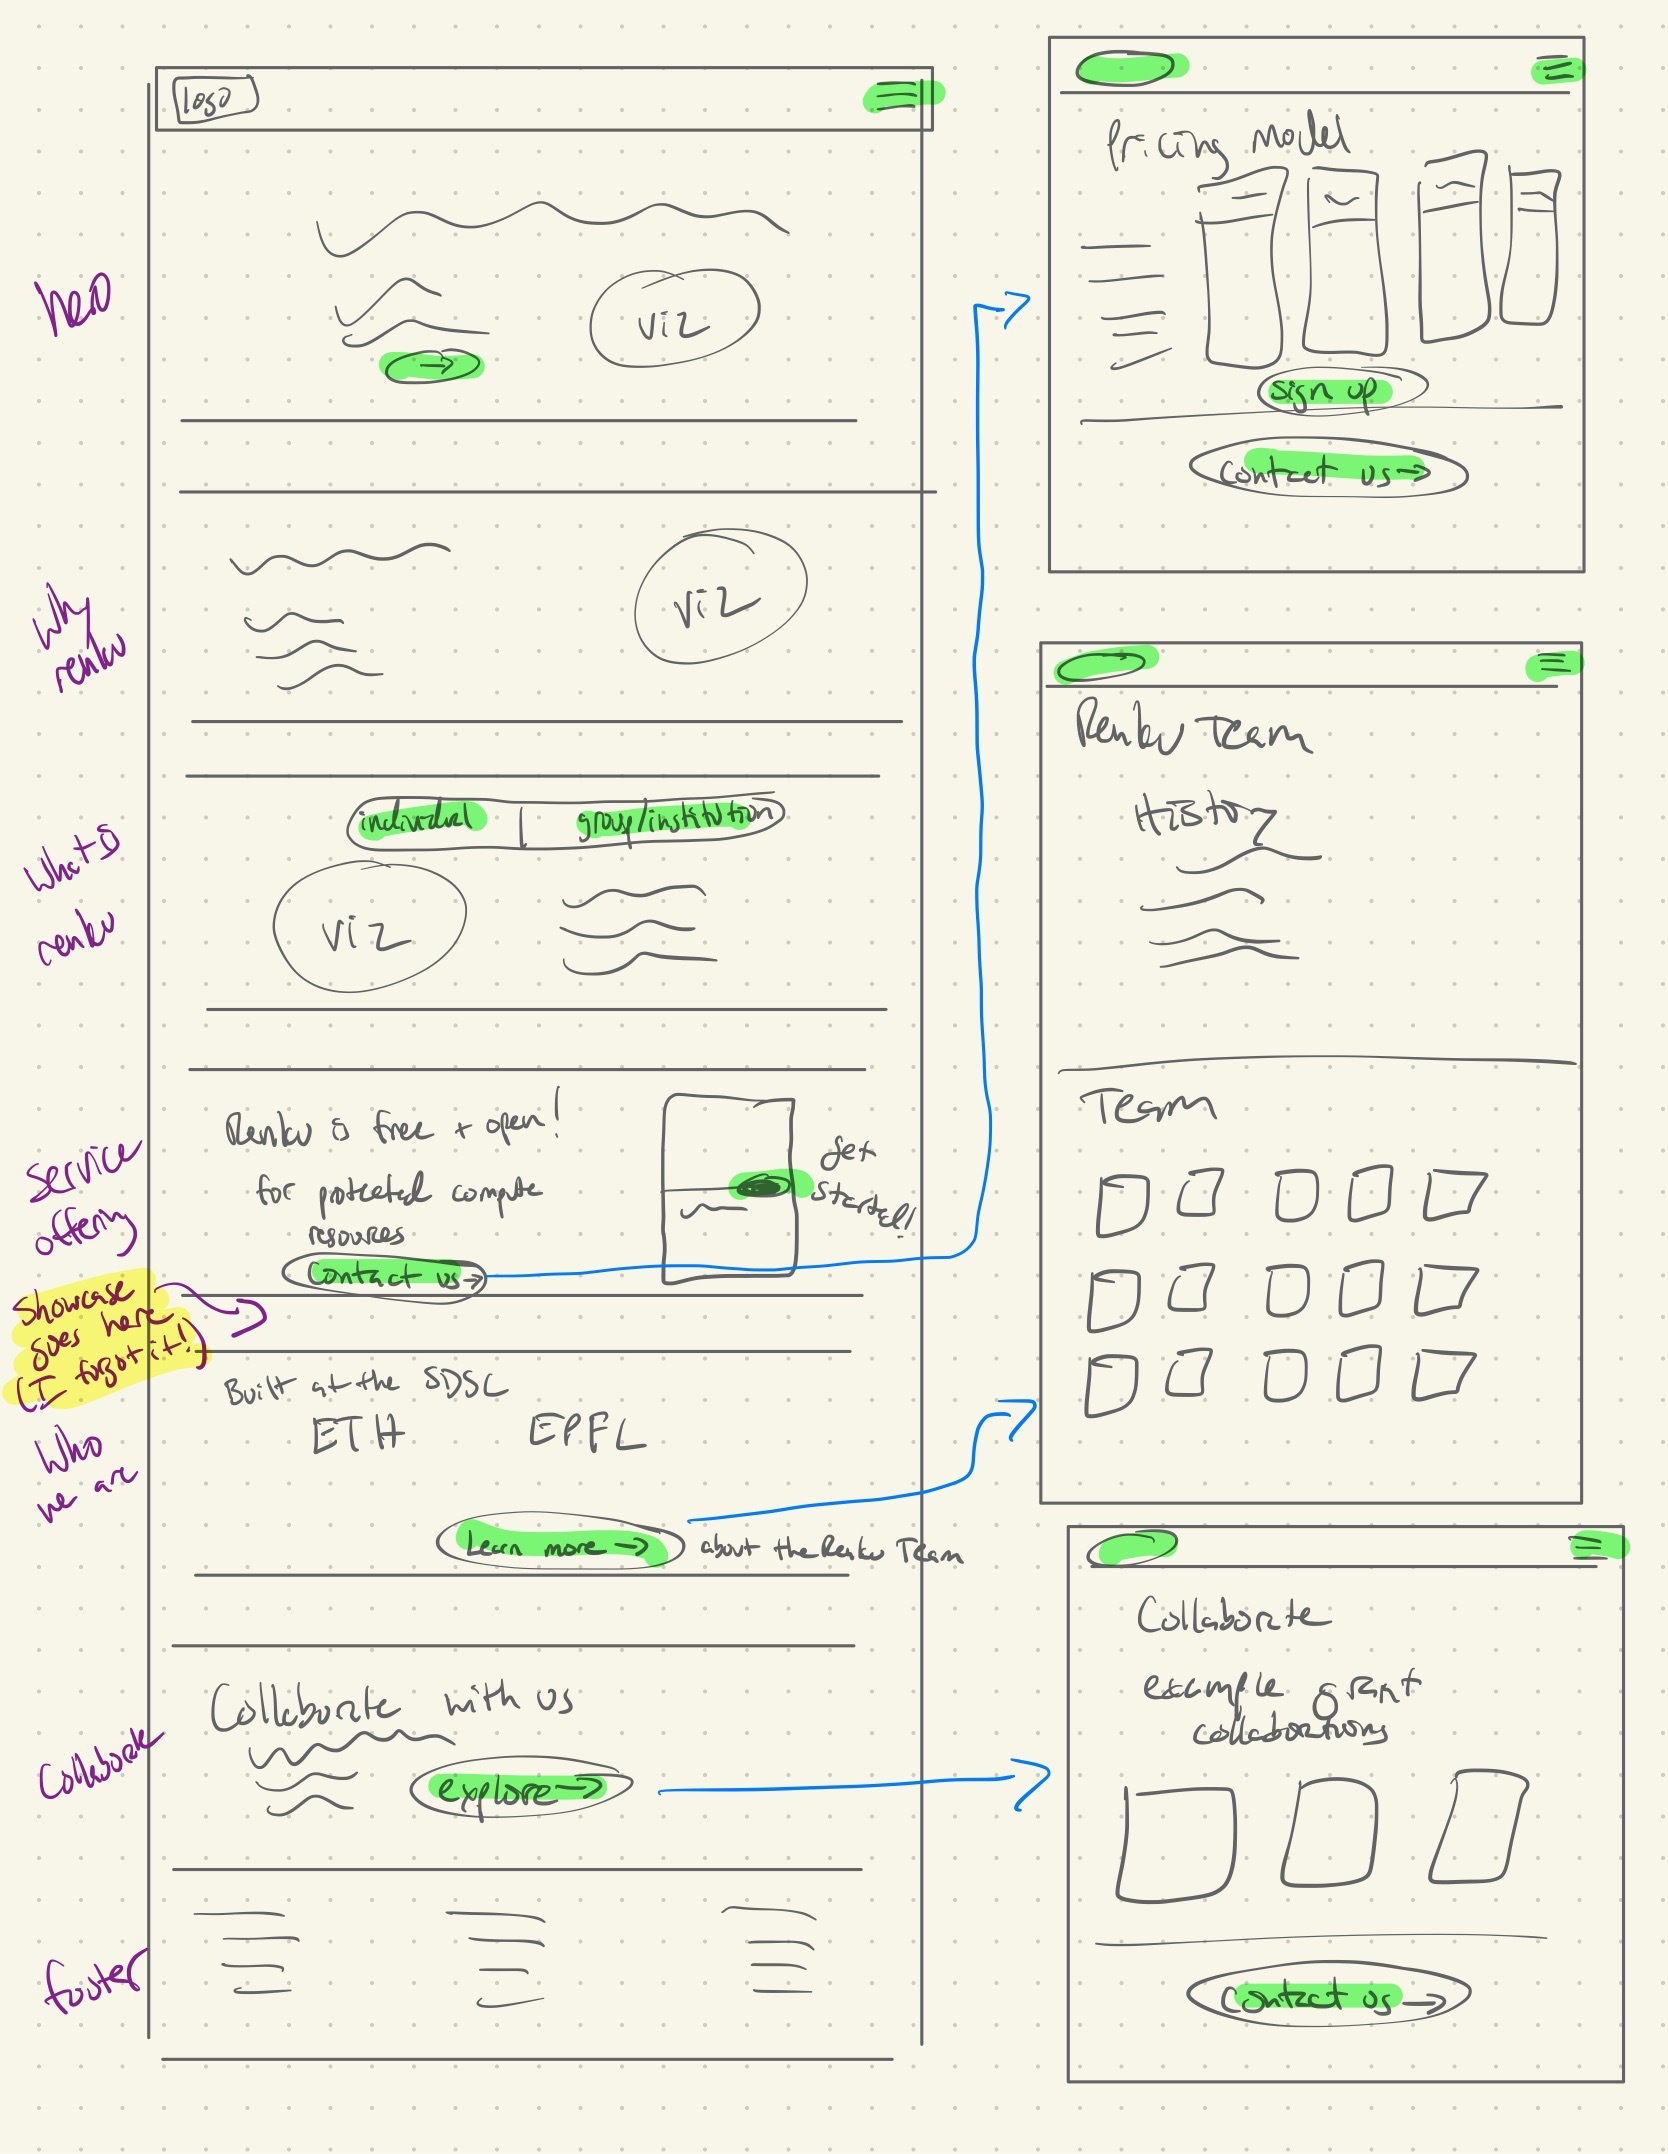 logo
hero
viz
why
renku
viz
what is
renku
individual | group/institution
viz
service
offering
Renku is free + open!
for protected compute
resources
contact us →
get
started!
Showcase
goes here
(I forgot it!)
Who
we are
Built at the SDSC
ETH EPFL
Learn more → about the Renku Team
Collaborate
Collaborate with us
explore →
footer
Pricing Model
sign up
contact us →
Renku Team
History
Team
Collaborate
example grant
collaborations
contact us →